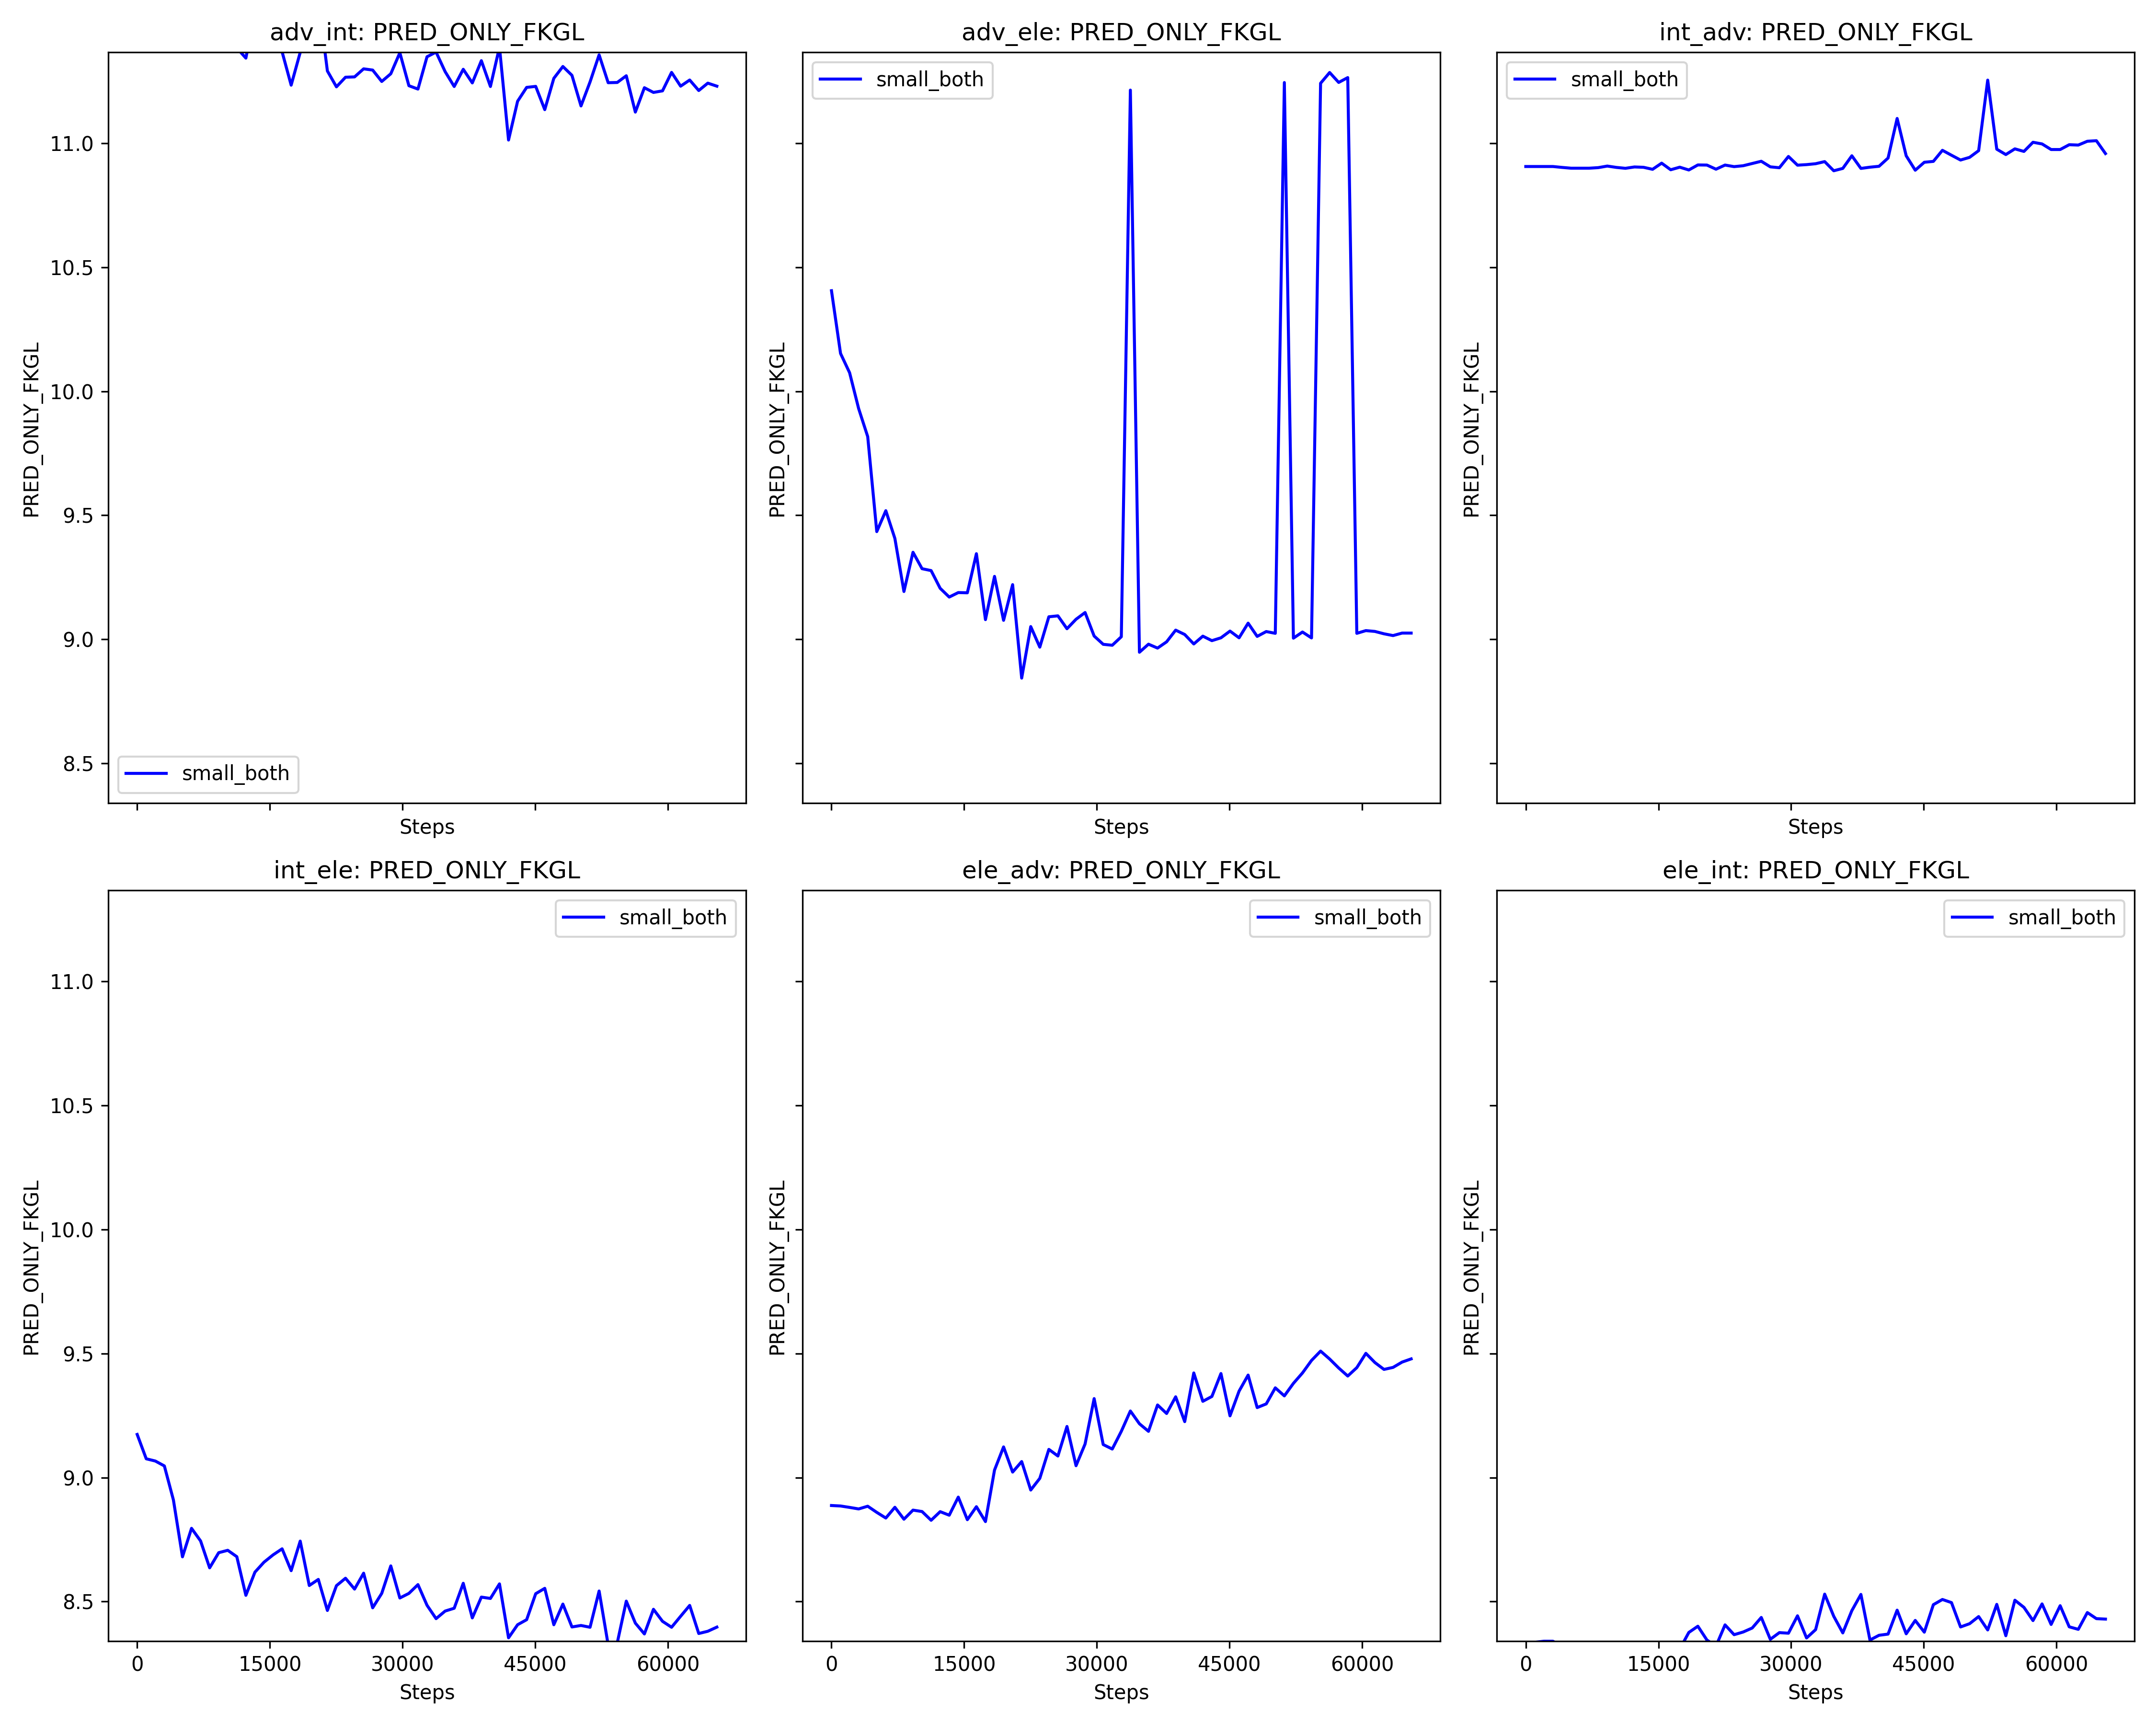 adv_int: PRED_ONLY_FKGL
PRED_ONLY_FKGL
11.0
10.5
10.0
9.5
9.0
8.5
small_both
Steps
adv_ele: PRED_ONLY_FKGL
PRED_ONLY_FKGL
small_both
Steps
int_adv: PRED_ONLY_FKGL
PRED_ONLY_FKGL
small_both
Steps
int_ele: PRED_ONLY_FKGL
PRED_ONLY_FKGL
small_both
11.0
10.5
10.0
9.5
9.0
8.5
0 15000 30000 45000 60000
Steps
ele_adv: PRED_ONLY_FKGL
PRED_ONLY_FKGL
small_both
0 15000 30000 45000 60000
Steps
ele_int: PRED_ONLY_FKGL
PRED_ONLY_FKGL
small_both
0 15000 30000 45000 60000
Steps